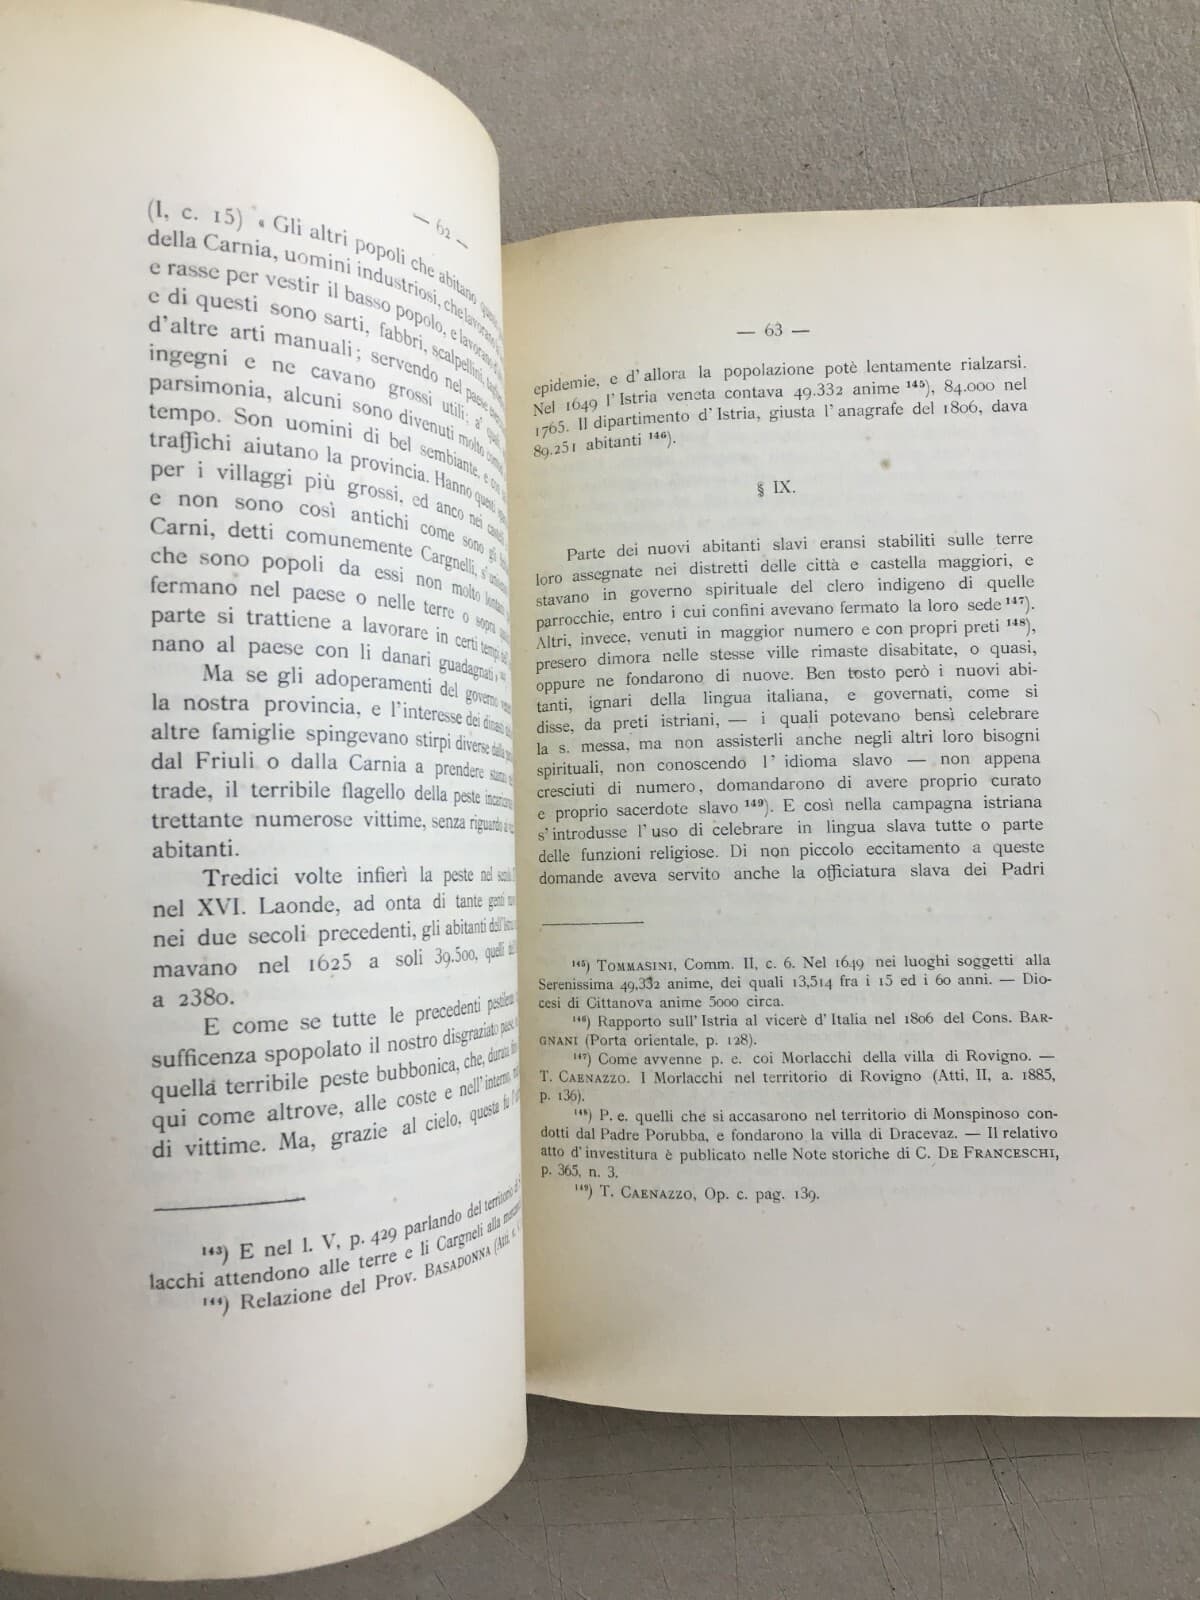 — 62 —
(I, c. 15) « Gli altri popoli che abitano
della Carnia, uomini industriosi, che lavorano
e rasse per vestir il basso popolo, e lavorano
e di questi sono sarti, fabbri, scalpellini,
d'altre arti manuali; servendo nel paese
ingegni e ne cavano grossi utili;
parsimonia, alcuni sono divenuti molto
tempo. Son uomini di bel sembiante, e
traffichi aiutano la provincia. Hanno questi
per i villaggi più grossi, ed anco nei
e non sono così antichi come sono gli
Carni, detti comunemente Cargnelli,
che sono popoli da essi non molto
fermano nel paese o nelle terre o sopra
parte si trattiene a lavorare in certi tempi
nano al paese con li danari guadagnati,
Ma se gli adoperamenti del governo
la nostra provincia, e l'interesse dei
altre famiglie spingevano stirpi diverse dalla
dal Friuli o dalla Carnia a prendere
trade, il terribile flagello della peste
trettante numerose vittime, senza riguardo
abitanti.
Tredici volte infierì la peste nel
nel XVI. Laonde, ad onta di tante genti
nei due secoli precedenti, gli abitanti
mavano nel 1625 a soli 39.500, quelli
a 2380.
E come se tutte le precedenti
sufficenza spopolato il nostro disgraziato
quella terribile peste bubbonica, che, durata
qui come altrove, alle coste e nell'interno,
di vittime. Ma, grazie al cielo, questa fu
143) E nel l. V, p. 429 parlando del territorio
lacchi attendono alle terre e li Cargneli alla
144) Relazione del Prov. BASADONNA
— 63 —
epidemie, e d'allora la popolazione potè lentamente rialzarsi.
Nel 1649 l'Istria veneta contava 49.332 anime 145), 84.000 nel
1765. Il dipartimento d'Istria, giusta l'anagrafe del 1806, dava
89.251 abitanti 146).
§ IX.
Parte dei nuovi abitanti slavi eransi stabiliti sulle terre
loro assegnate nei distretti delle città e castella maggiori, e
stavano in governo spirituale del clero indigeno di quelle
parrocchie, entro i cui confini avevano fermato la loro sede 147).
Altri, invece, venuti in maggior numero e con propri preti 148),
presero dimora nelle stesse ville rimaste disabitate, o quasi,
oppure ne fondarono di nuove. Ben tosto però i nuovi abi-
tanti, ignari della lingua italiana, e governati, come si
disse, da preti istriani, — i quali potevano bensì celebrare
la s. messa, ma non assisterli anche negli altri loro bisogni
spirituali, non conoscendo l'idioma slavo — non appena
cresciuti di numero, domandarono di avere proprio curato
e proprio sacerdote slavo 149). E così nella campagna istriana
s'introdusse l'uso di celebrare in lingua slava tutte o parte
delle funzioni religiose. Di non piccolo eccitamento a queste
domande aveva servito anche la officiatura slava dei Padri
145) TOMMASINI, Comm. II, c. 6. Nel 1649 nei luoghi soggetti alla
Serenissima 49,332 anime, dei quali 13,514 fra i 15 ed i 60 anni. — Dio-
cesi di Cittanova anime 5000 circa.
146) Rapporto sull'Istria al vicerè d'Italia nel 1806 del Cons. BAR-
GNANI (Porta orientale, p. 128).
147) Come avvenne p. e. coi Morlacchi della villa di Rovigno. —
T. CAENAZZO. I Morlacchi nel territorio di Rovigno (Atti, II, a. 1885,
p. 136).
148) P. e. quelli che si accasarono nel territorio di Monspinoso con-
dotti dal Padre Porubba, e fondarono la villa di Dracevaz. — Il relativo
atto d'investitura è publicato nelle Note storiche di C. DE FRANCESCHI,
p. 365, n. 3.
149) T. CAENAZZO, Op. c. pag. 139.